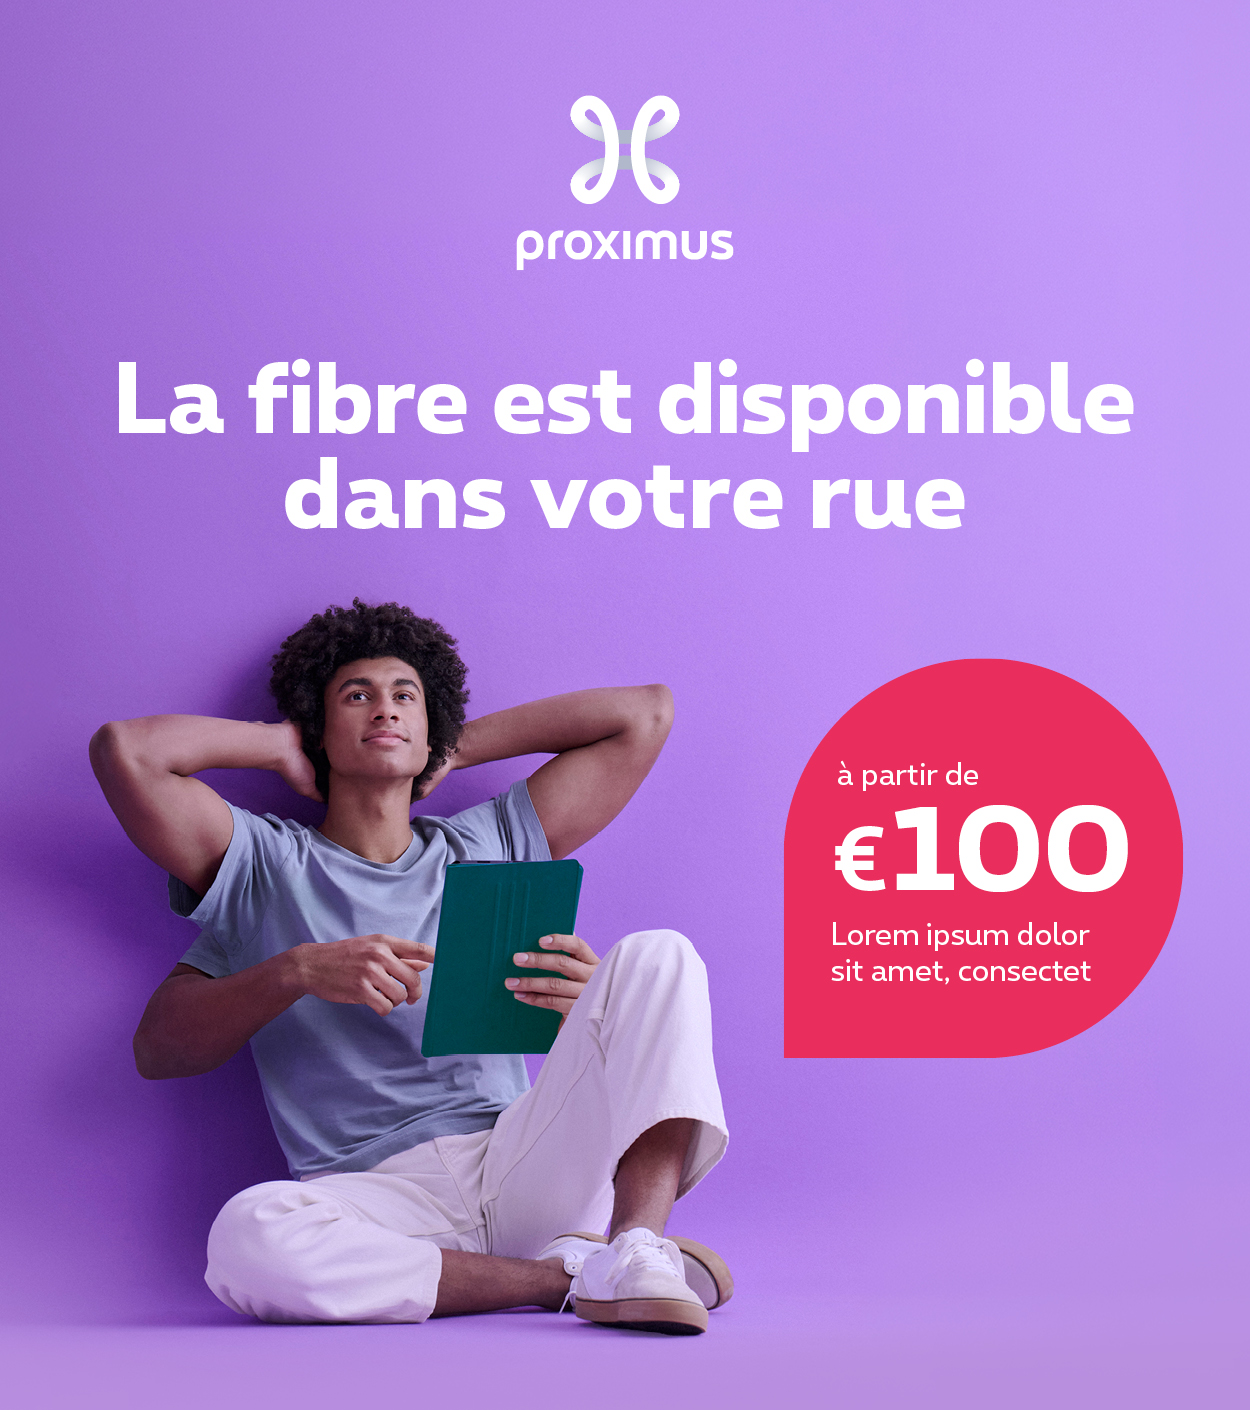 proximus
La fibre est disponible
dans votre rue
à partir de
€100
Lorem ipsum dolor
sit amet, consectet